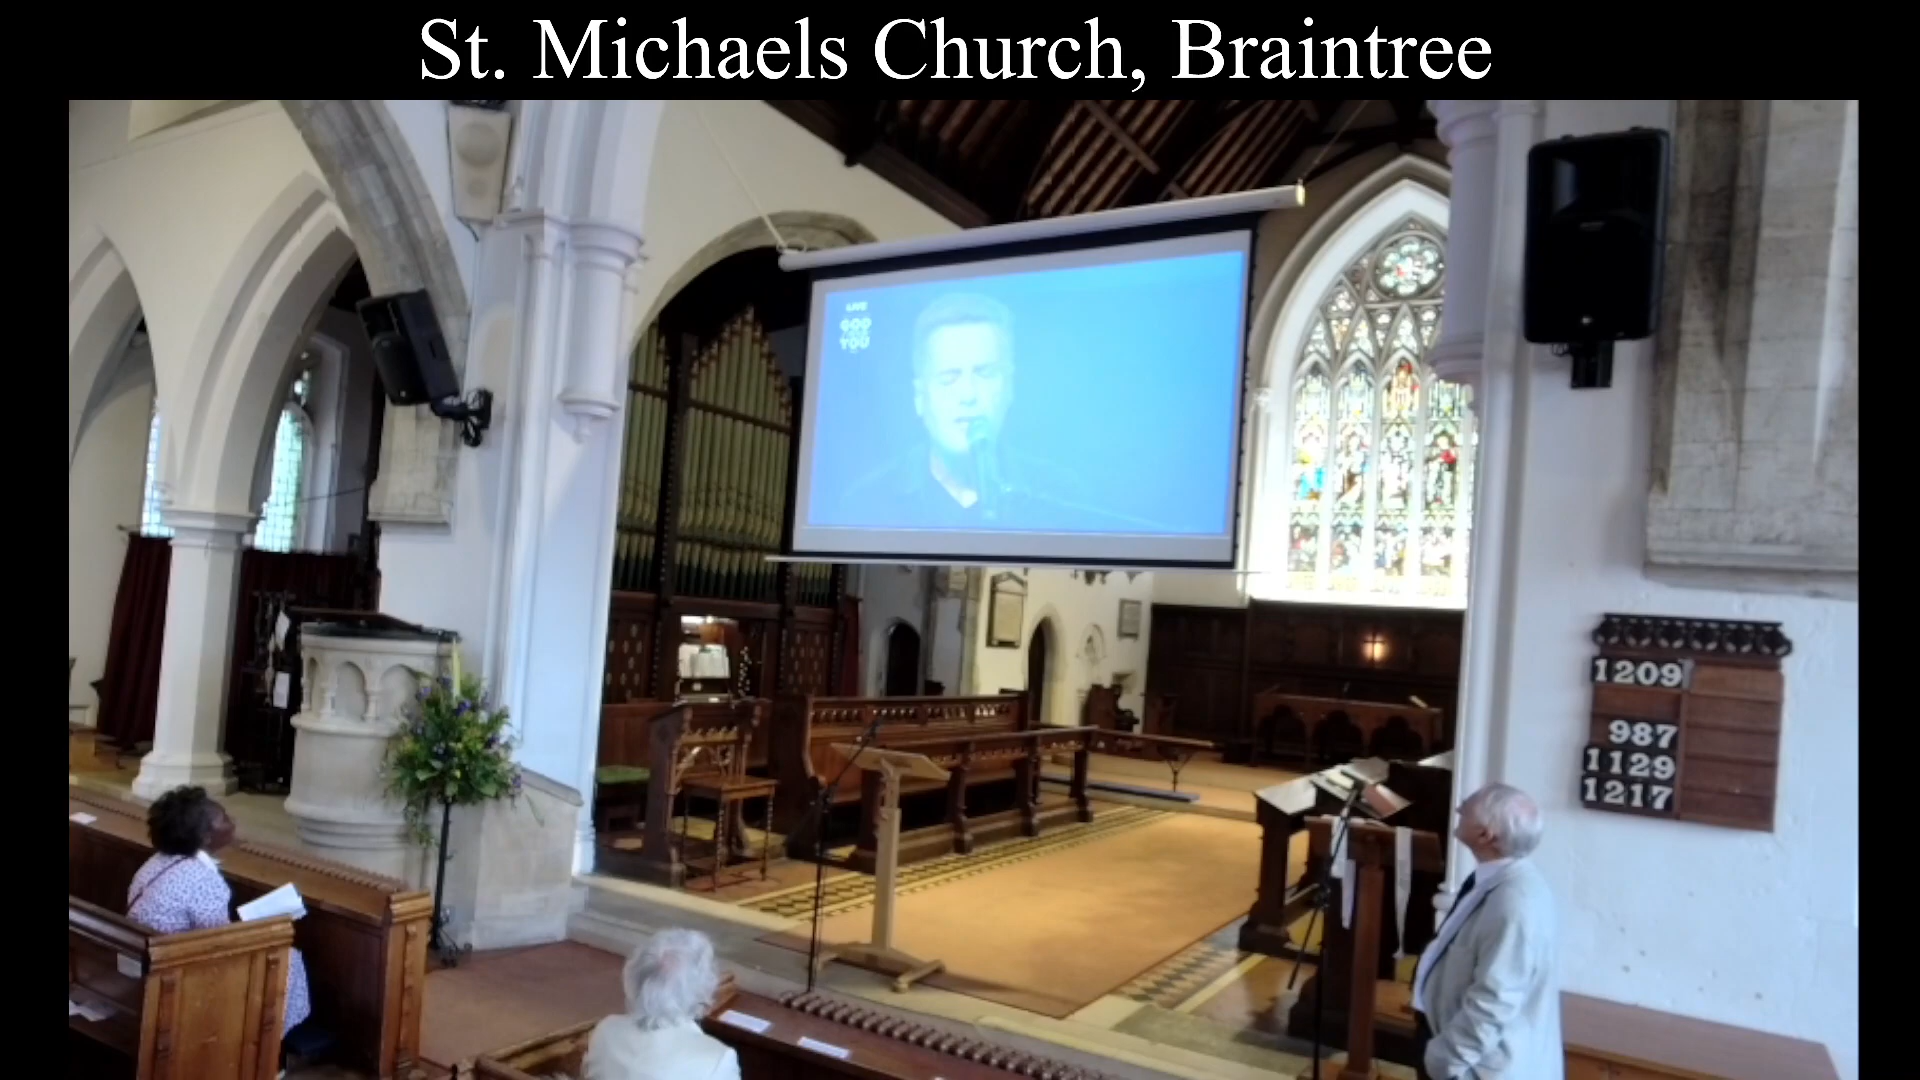 St. Michaels Church, Braintree
LIVE
GOD
YOU
1209
987
1129
1217